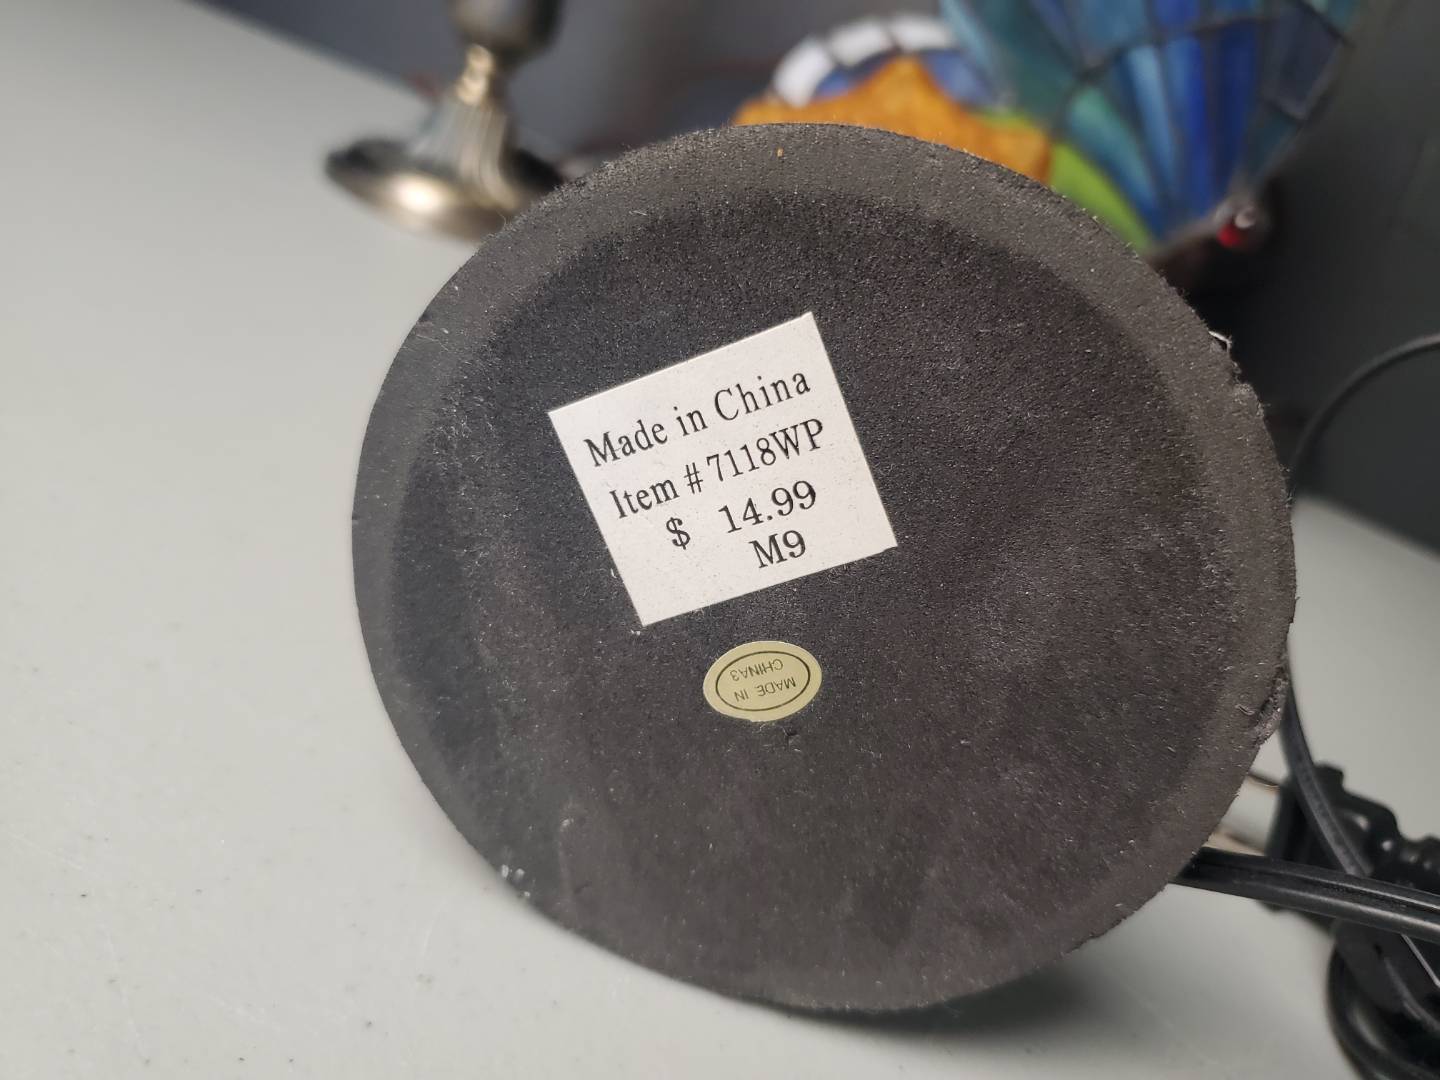 Made in China
Item # 7118WP
$ 14.99
M9
MADE IN
CHINA3